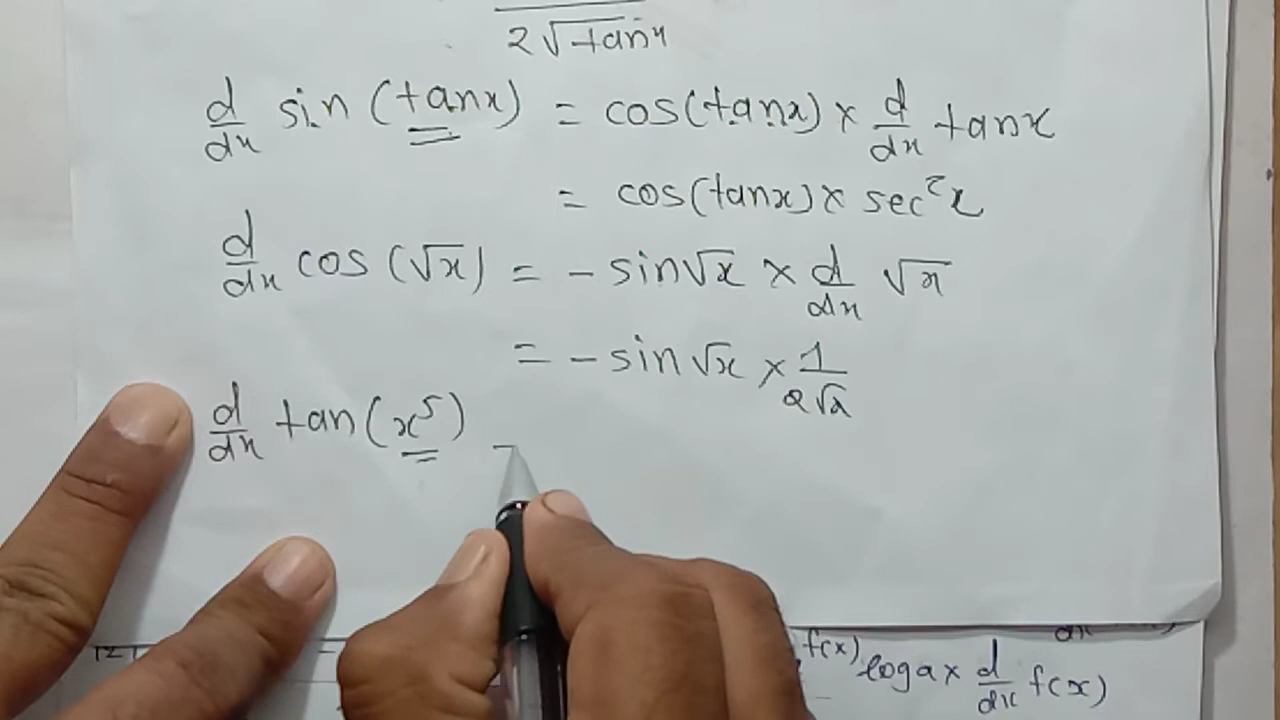 2√tanx
d/dx sin (tanx) = cos(tanx) × d/dx tanx
= cos(tanx) × sec²x
d/dx cos (√x) = - sin√x × d/dx √x
= - sin√x × 1/2√x
d/dx tan(x⁵) -
f(x) loga × d/dx f(x)